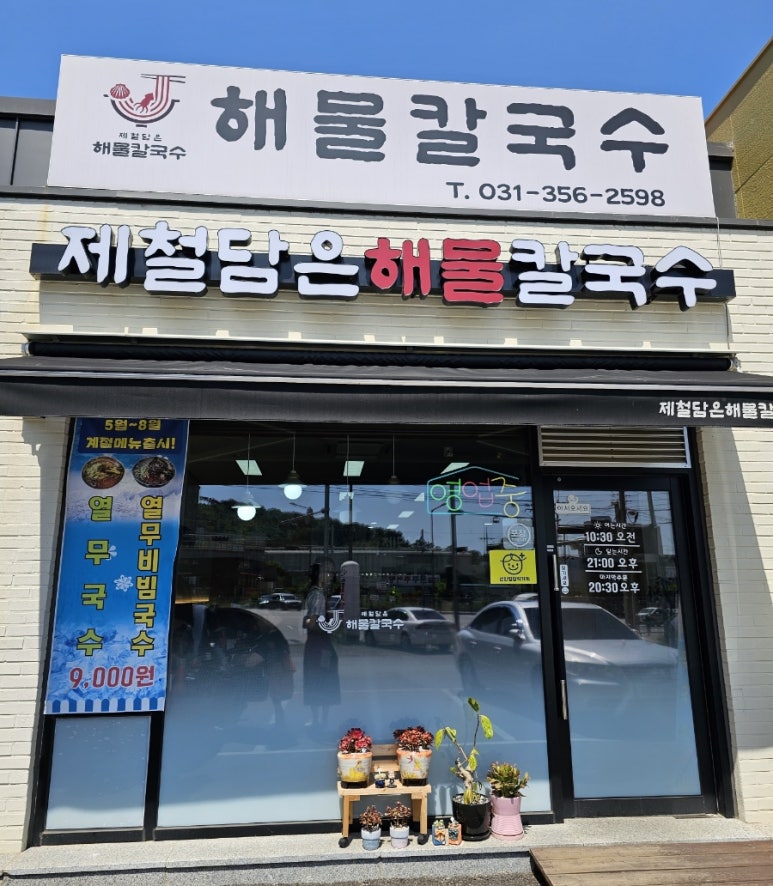 제철담은
해물칼국수
해물칼국수
T. 031-356-2598
제철담은해물칼국수
제철담은해물칼
5월~8월
계절메뉴출시!
열무국수
열무비빔국수
9,000원
영업중
어서오세요
여는시간
10:30 오전
닫는시간
21:00 오후
마지막주문
20:30 오후
제철담은
해물칼국수